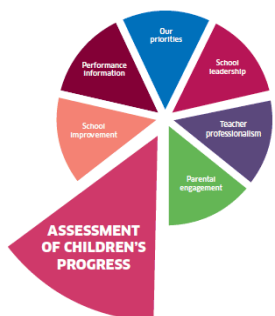 Our
priorities
School
leadership
Teacher
professionalism
Parental
engagement
ASSESSMENT
OF CHILDREN'S
PROGRESS
School
improvement
Performance
information